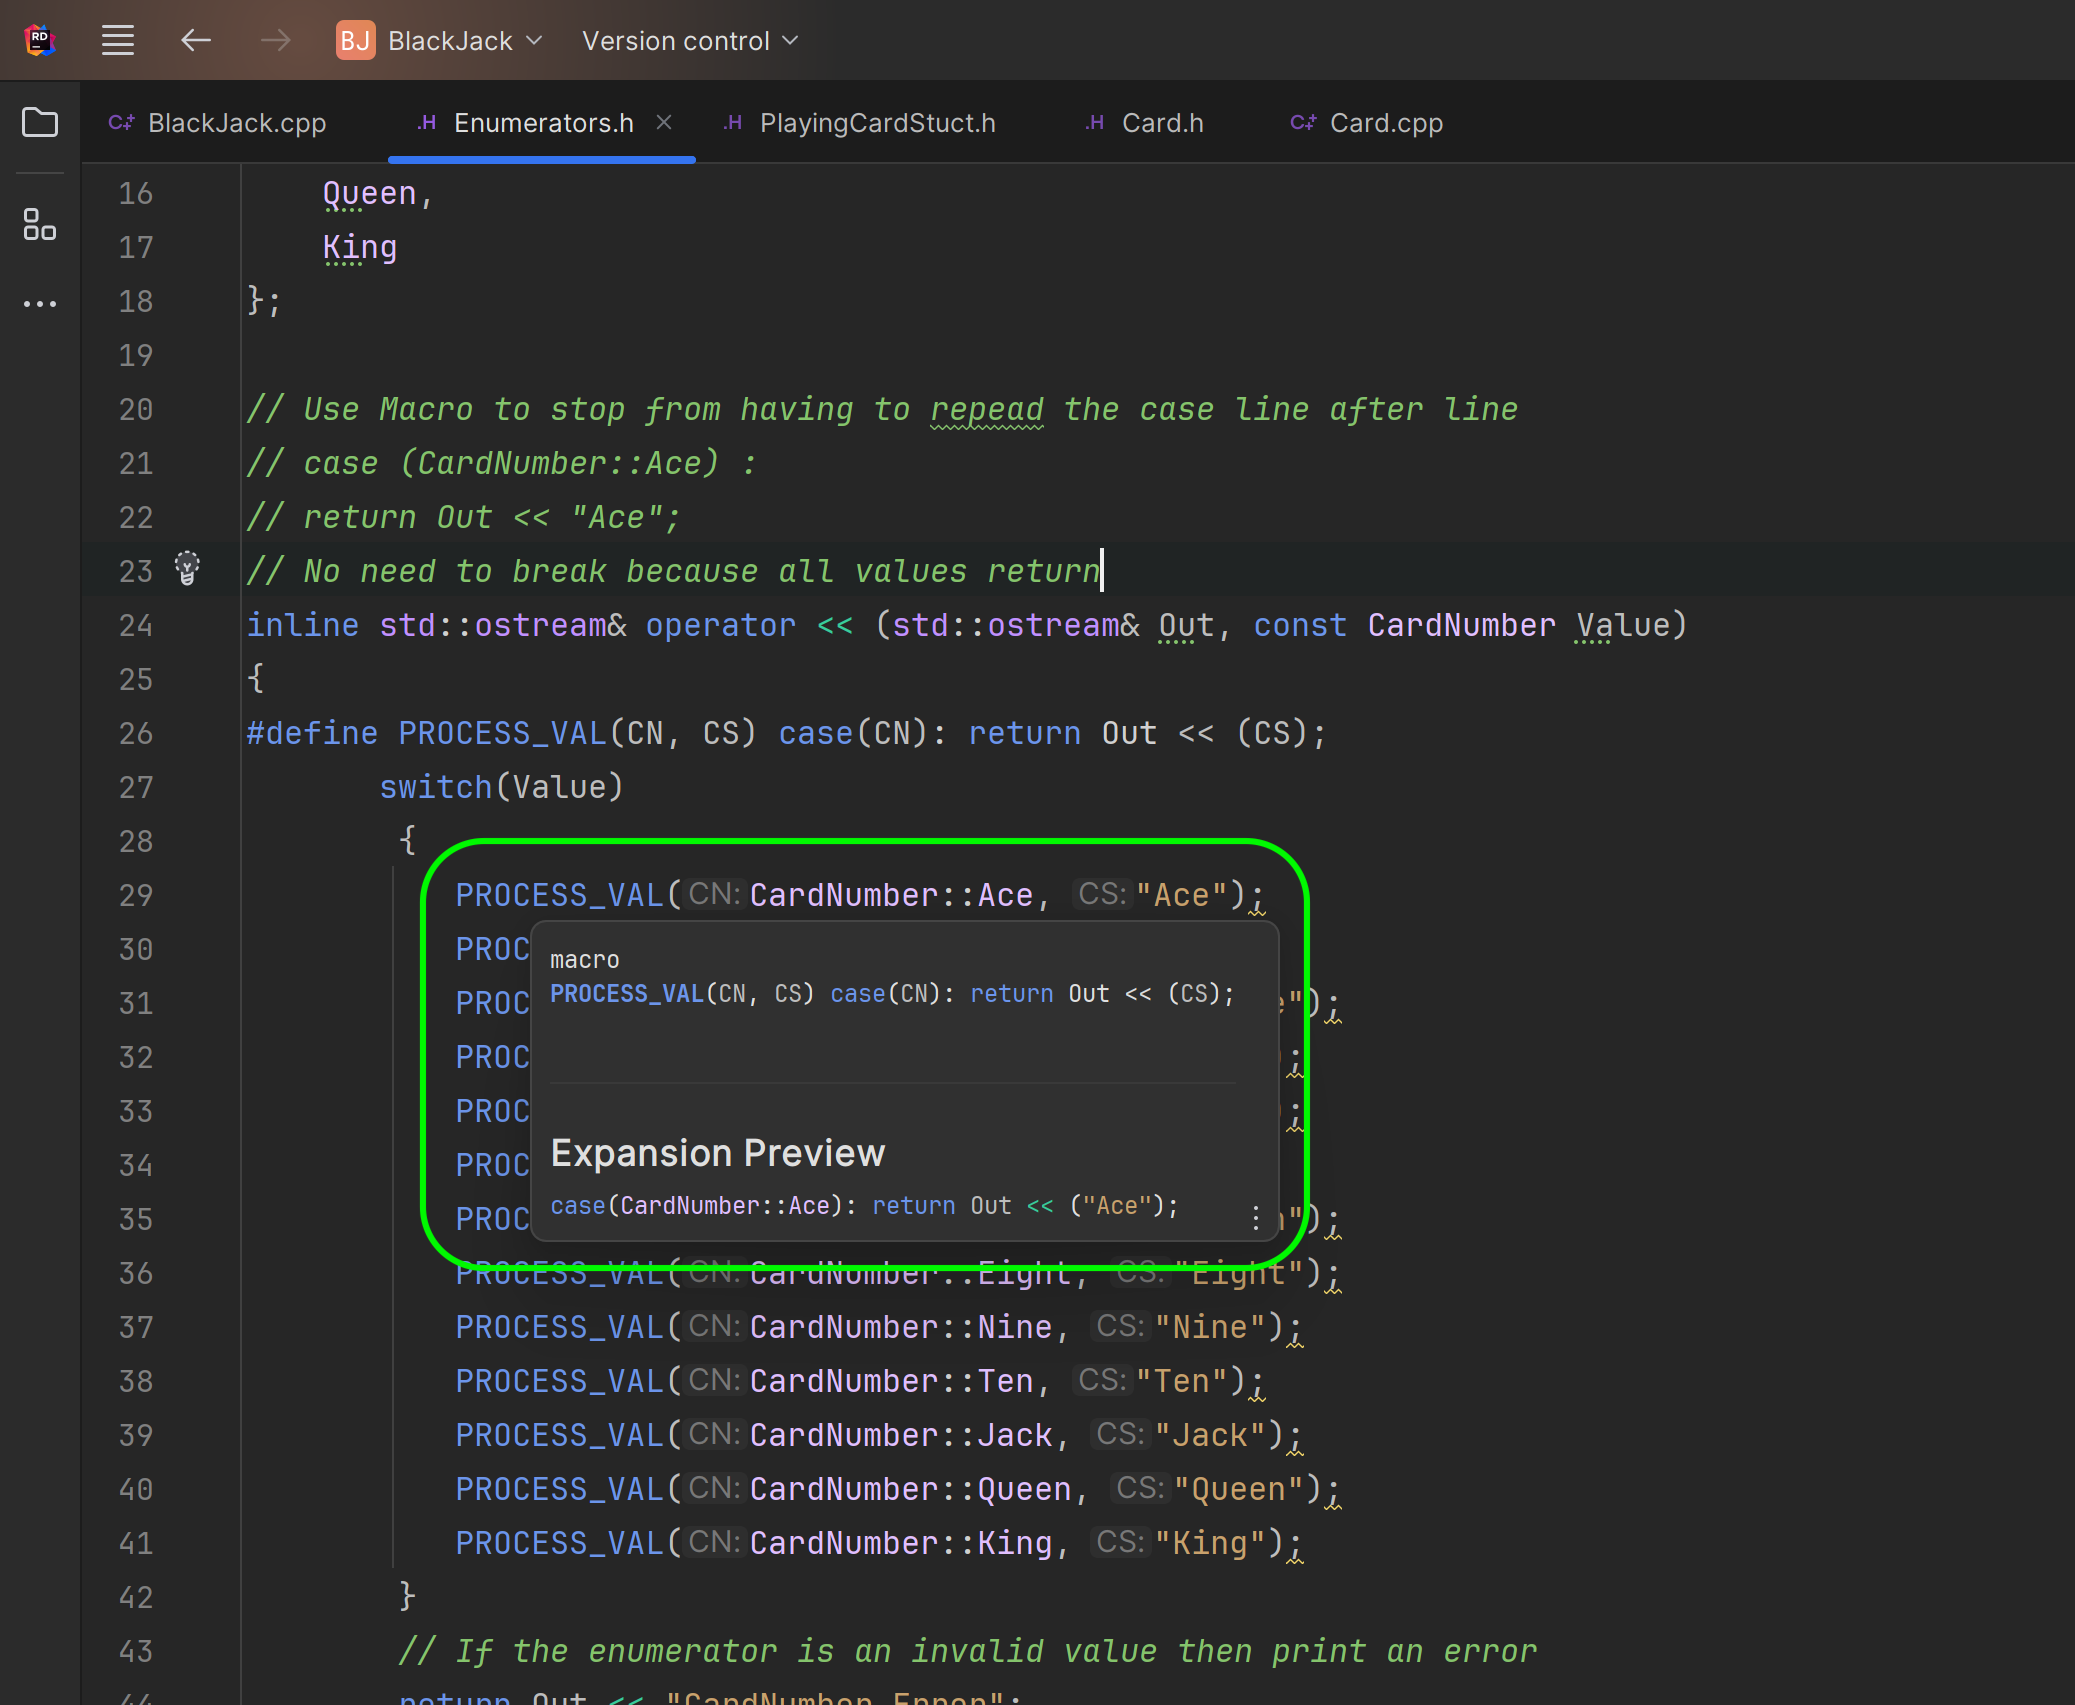 RD
BJ BlackJack Version control
C++ BlackJack.cpp .H Enumerators.h .H PlayingCardStuct.h .H Card.h C++ Card.cpp
16 Queen,
17 King
18 };
19
20 // Use Macro to stop from having to repead the case line after line
21 // case (CardNumber::Ace) :
22 // return Out << "Ace";
23 // No need to break because all values return
24 inline std::ostream& operator << (std::ostream& Out, const CardNumber Value)
25 {
26 #define PROCESS_VAL(CN, CS) case(CN): return Out << (CS);
27 switch(Value)
28 {
29 PROCESS_VAL( CN: CardNumber::Ace, CS: "Ace");
30 PROC
31 PROC e");
32 PROC ;
33 PROC ;
34 PROC
35 PROC n");
macro
PROCESS_VAL(CN, CS) case(CN): return Out << (CS);
Expansion Preview
case(CardNumber::Ace): return Out << ("Ace");
36 PROCESS_VAL( CN: CardNumber::Eight, CS: "Eight");
37 PROCESS_VAL( CN: CardNumber::Nine, CS: "Nine");
38 PROCESS_VAL( CN: CardNumber::Ten, CS: "Ten");
39 PROCESS_VAL( CN: CardNumber::Jack, CS: "Jack");
40 PROCESS_VAL( CN: CardNumber::Queen, CS: "Queen");
41 PROCESS_VAL( CN: CardNumber::King, CS: "King");
42 }
43 // If the enumerator is an invalid value then print an error
44 return Out << "CardNumber Error";